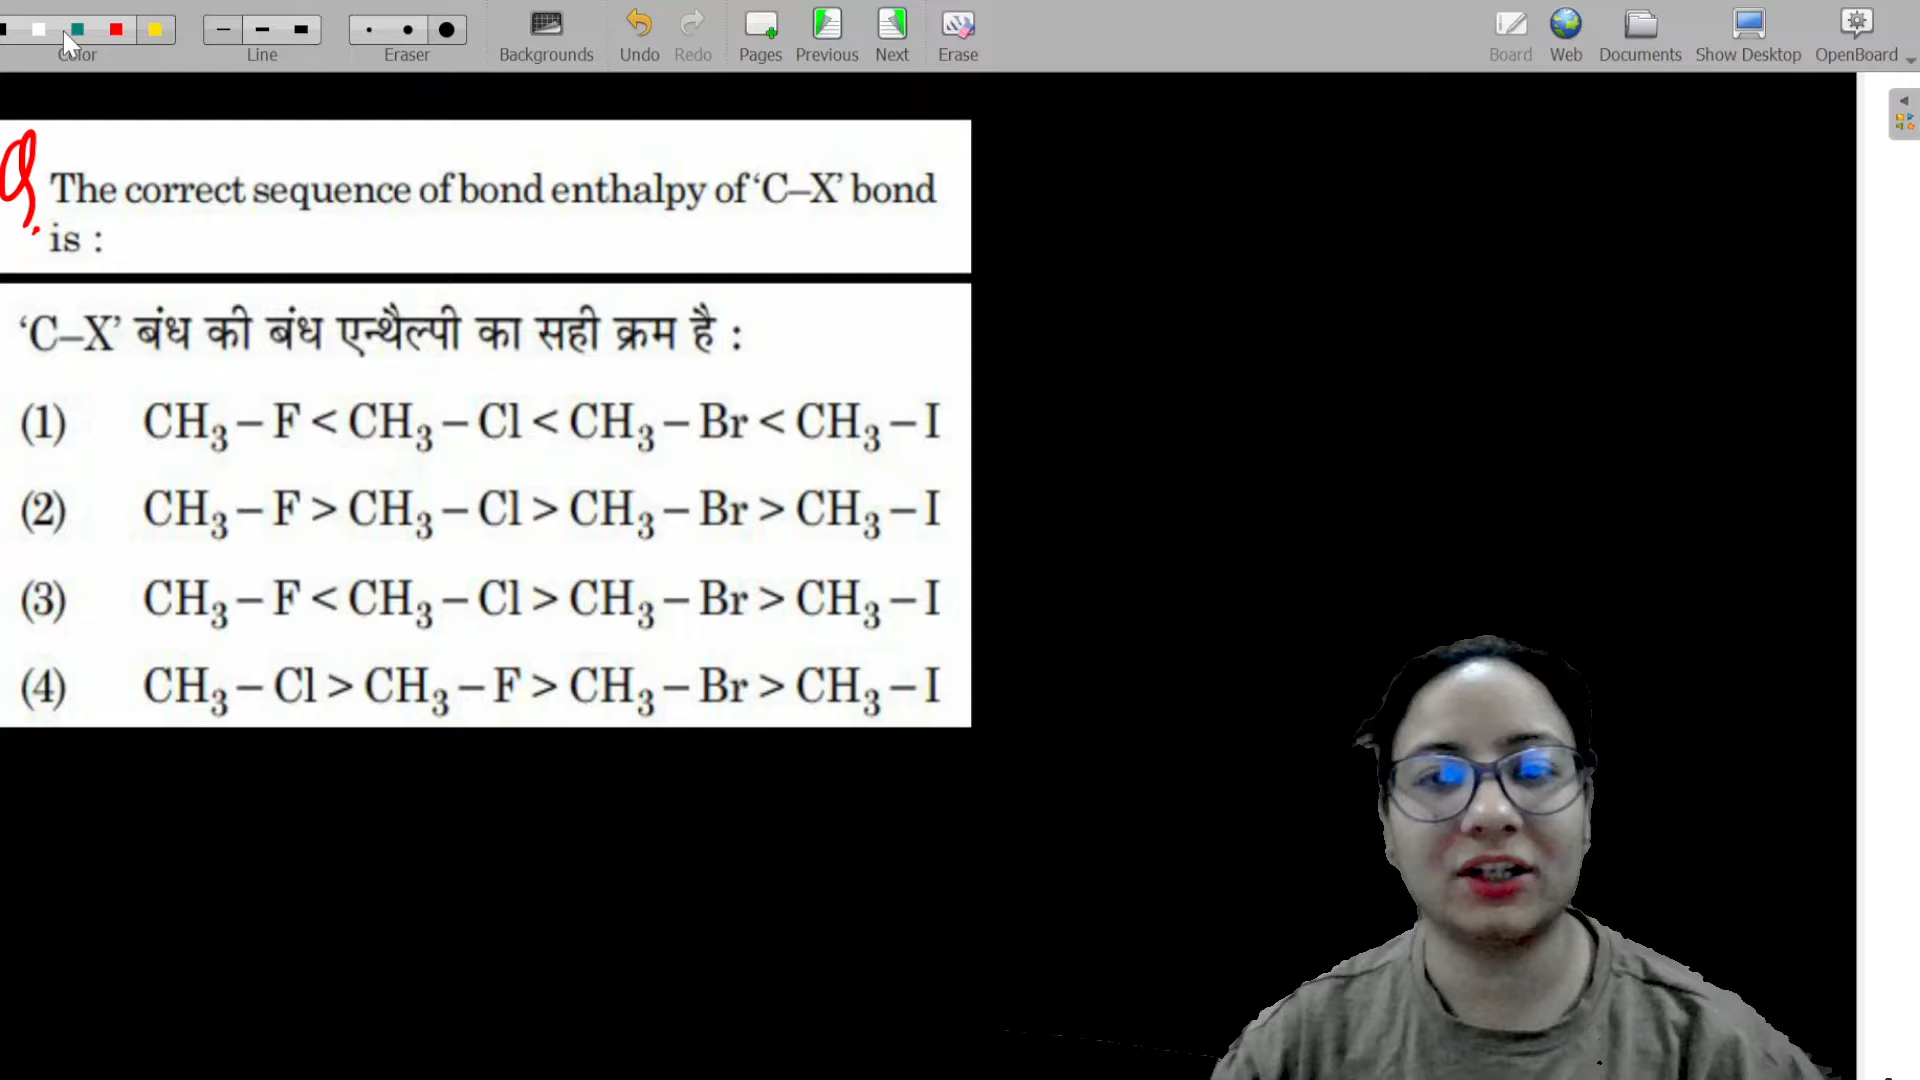 Color Line Eraser Backgrounds Undo Redo Pages Previous Next Erase Board Web Documents Show Desktop OpenBoard
Q.
The correct sequence of bond enthalpy of ‘C–X’ bond
is :
‘C–X’ बंध की बंध एन्थैल्पी का सही क्रम है :
(1) CH₃ – F < CH₃ – Cl < CH₃ – Br < CH₃ – I
(2) CH₃ – F > CH₃ – Cl > CH₃ – Br > CH₃ – I
(3) CH₃ – F < CH₃ – Cl > CH₃ – Br > CH₃ – I
(4) CH₃ – Cl > CH₃ – F > CH₃ – Br > CH₃ – I